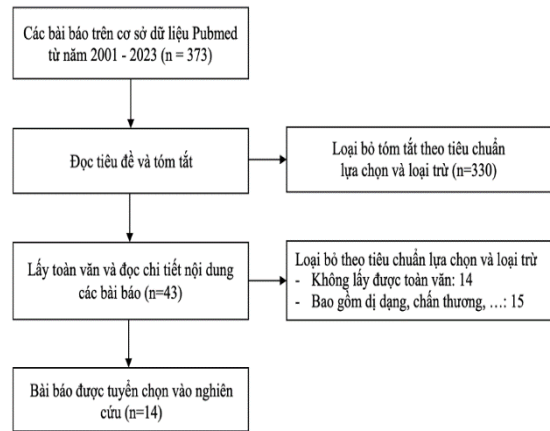 Các bài báo trên cơ sở dữ liệu Pubmed
từ năm 2001 - 2023 (n = 373)
Đọc tiêu đề và tóm tắt
Loại bỏ tóm tắt theo tiêu chuẩn
lựa chọn và loại trừ (n=330)
Lấy toàn văn và đọc chi tiết nội dung
các bài báo (n=43)
Loại bỏ theo tiêu chuẩn lựa chọn và loại trừ
- Không lấy được toàn văn: 14
- Bao gồm dị dạng, chấn thương, …: 15
Bài báo được tuyển chọn vào nghiên
cứu (n=14)